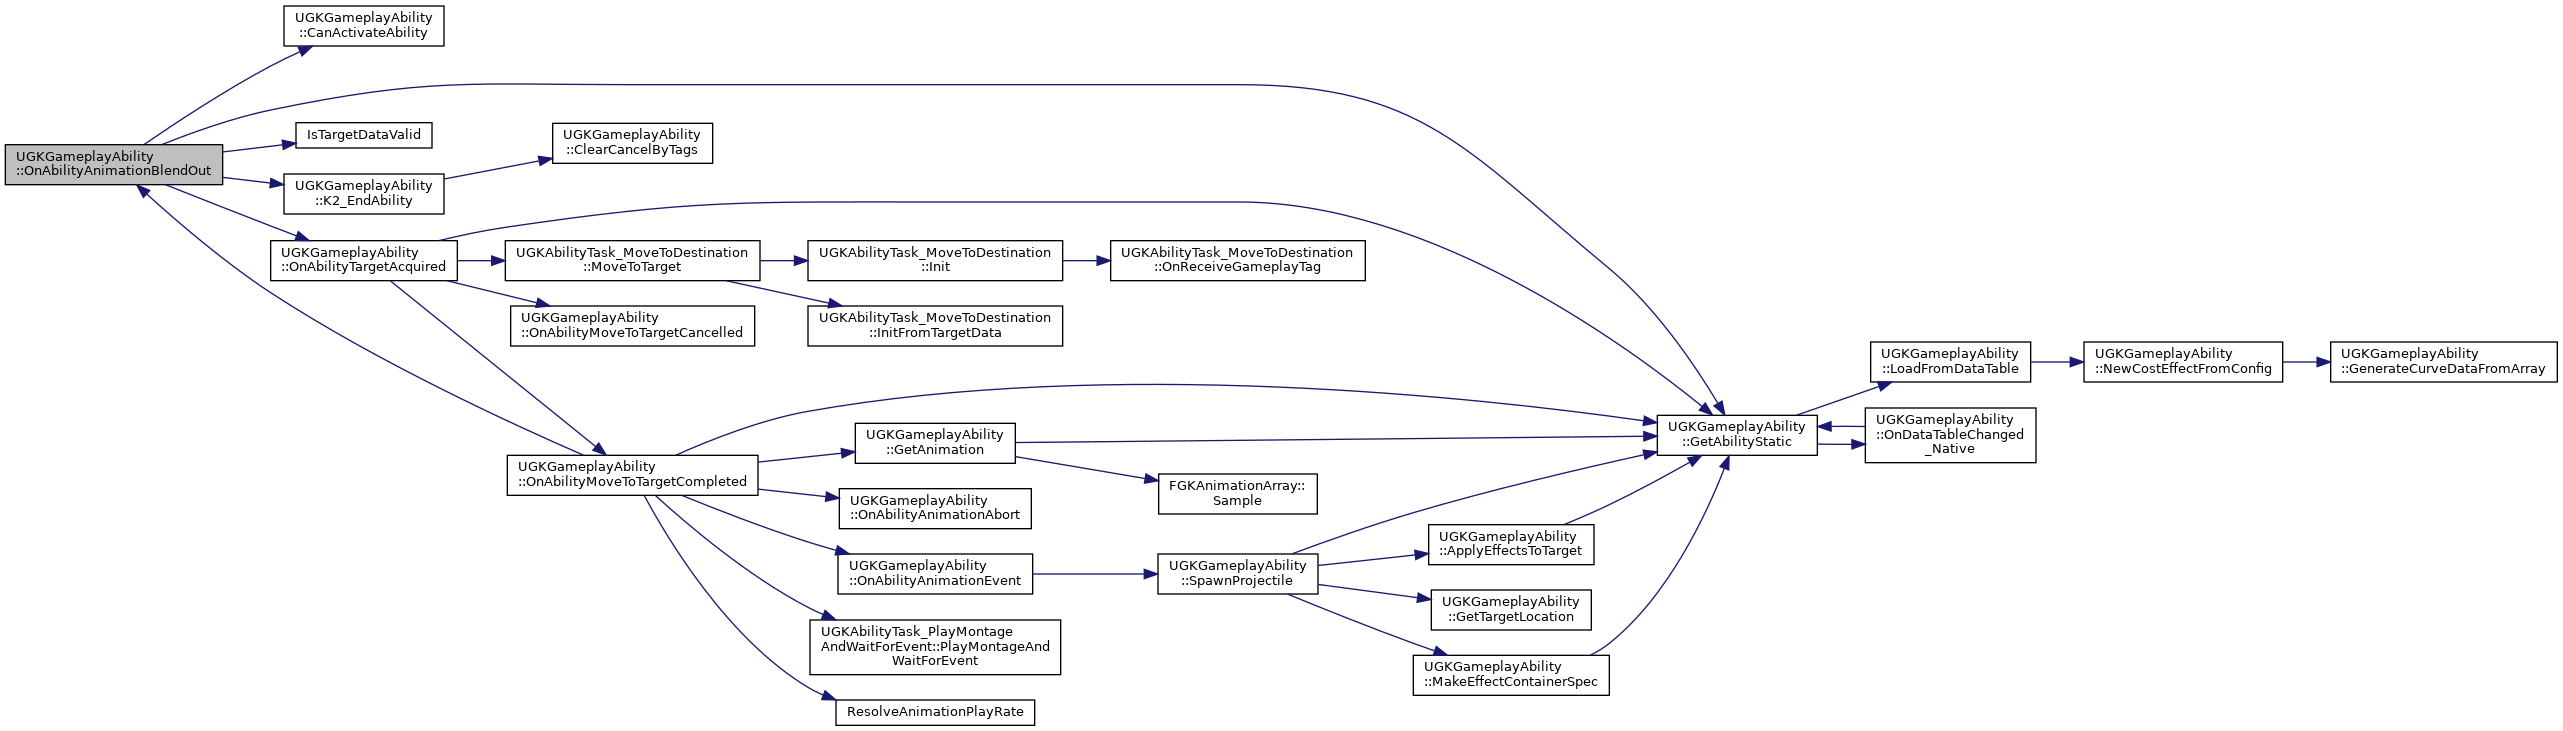 UGKGameplayAbility
::CanActivateAbility
UGKGameplayAbility
::OnAbilityAnimationBlendOut
IsTargetDataValid
UGKGameplayAbility
::K2_EndAbility
UGKGameplayAbility
::ClearCancelByTags
UGKGameplayAbility
::OnAbilityTargetAcquired
UGKAbilityTask_MoveToDestination
::MoveToTarget
UGKAbilityTask_MoveToDestination
::Init
UGKAbilityTask_MoveToDestination
::OnReceiveGameplayTag
UGKGameplayAbility
::OnAbilityMoveToTargetCancelled
UGKAbilityTask_MoveToDestination
::InitFromTargetData
UGKGameplayAbility
::OnAbilityMoveToTargetCompleted
UGKGameplayAbility
::GetAnimation
UGKGameplayAbility
::OnAbilityAnimationAbort
UGKGameplayAbility
::OnAbilityAnimationEvent
UGKAbilityTask_PlayMontage
AndWaitForEvent::PlayMontageAnd
WaitForEvent
ResolveAnimationPlayRate
FGKAnimationArray::
Sample
UGKGameplayAbility
::SpawnProjectile
UGKGameplayAbility
::ApplyEffectsToTarget
UGKGameplayAbility
::GetTargetLocation
UGKGameplayAbility
::MakeEffectContainerSpec
UGKGameplayAbility
::GetAbilityStatic
UGKGameplayAbility
::LoadFromDataTable
UGKGameplayAbility
::NewCostEffectFromConfig
UGKGameplayAbility
::GenerateCurveDataFromArray
UGKGameplayAbility
::OnDataTableChanged
_Native